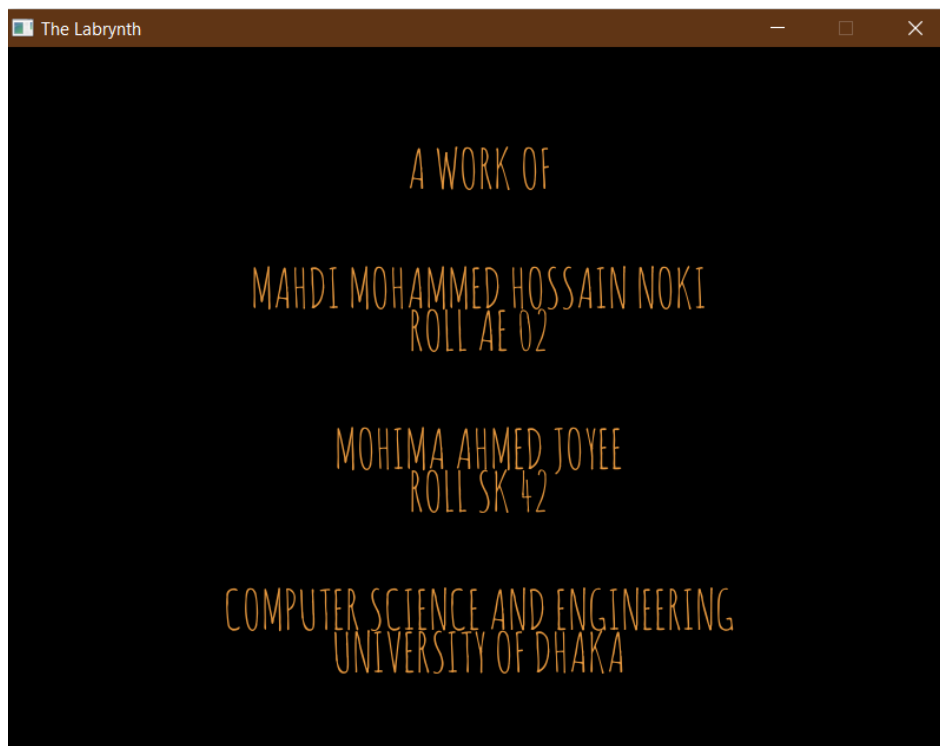 The Labrynth
A WORK OF
MAHDI MOHAMMED HOSSAIN NOKI
ROLL AE 02
MOHIMA AHMED JOYEE
ROLL SK 42
COMPUTER SCIENCE AND ENGINEERING
UNIVERSITY OF DHAKA